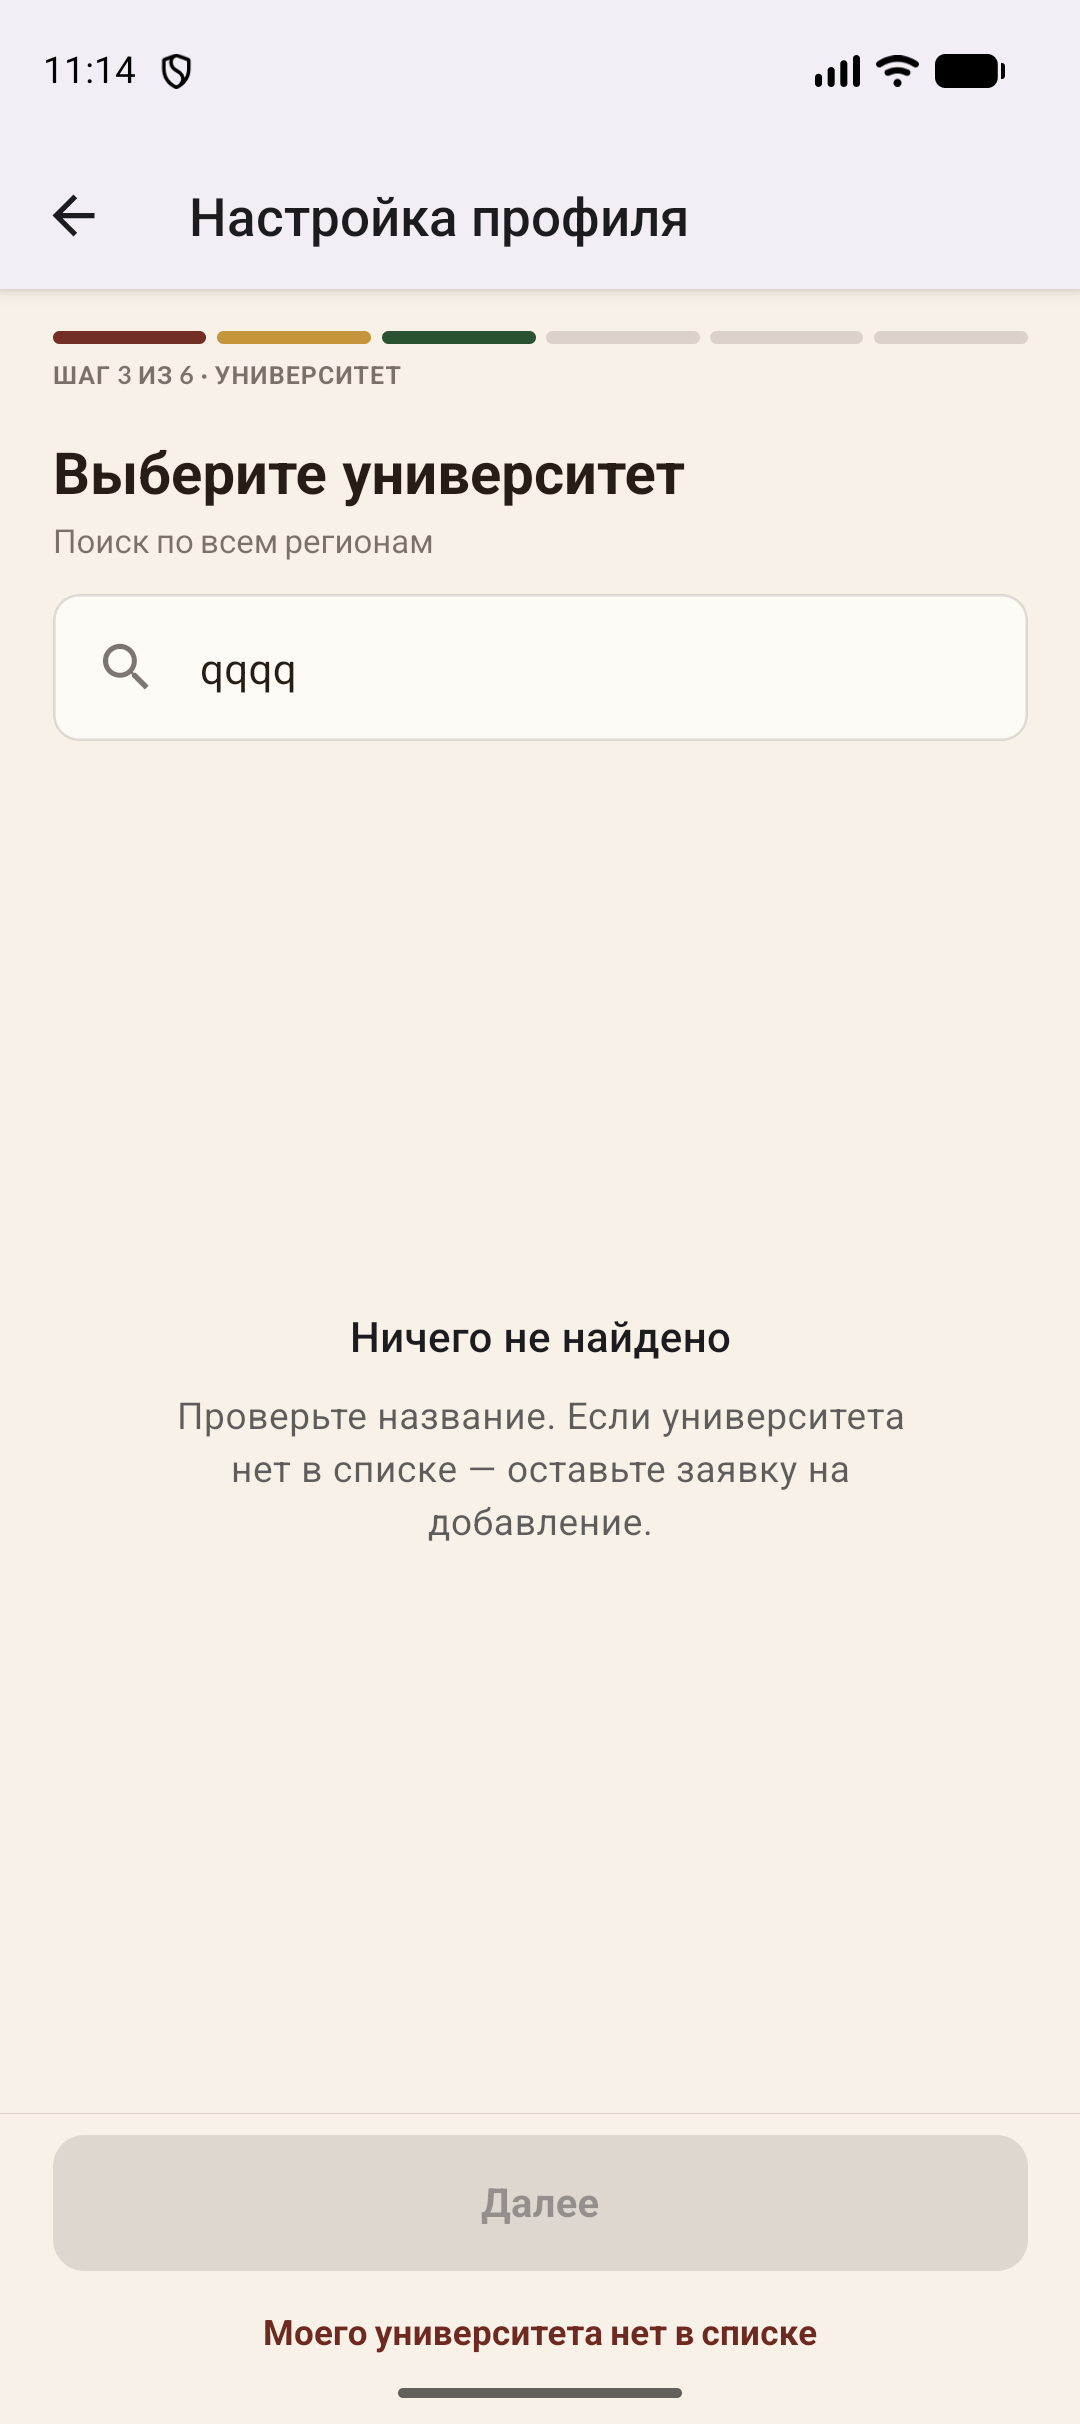 11:14
Настройка профиля
ШАГ 3 ИЗ 6 · УНИВЕРСИТЕТ
Выберите университет
Поиск по всем регионам
qqqq
Ничего не найдено
Проверьте название. Если университета
нет в списке — оставьте заявку на
добавление.
Далее
Моего университета нет в списке